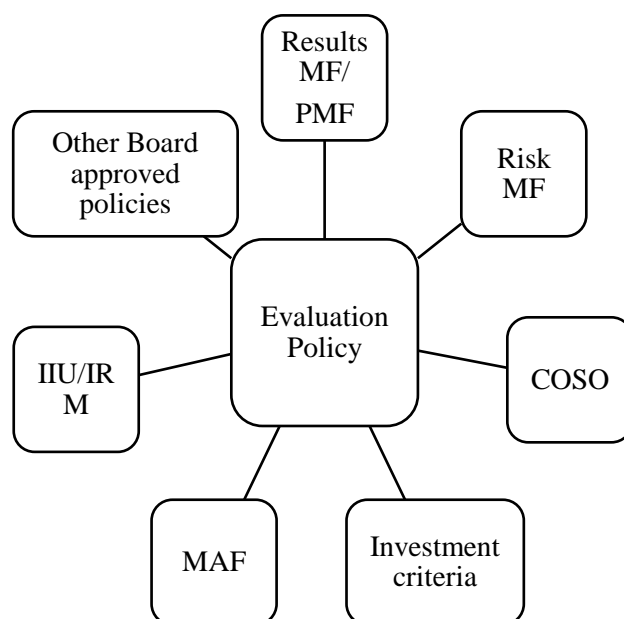 Results
MF/
PMF
Other Board
approved
policies
Risk
MF
Evaluation
Policy
IIU/IR
M
COSO
MAF
Investment
criteria